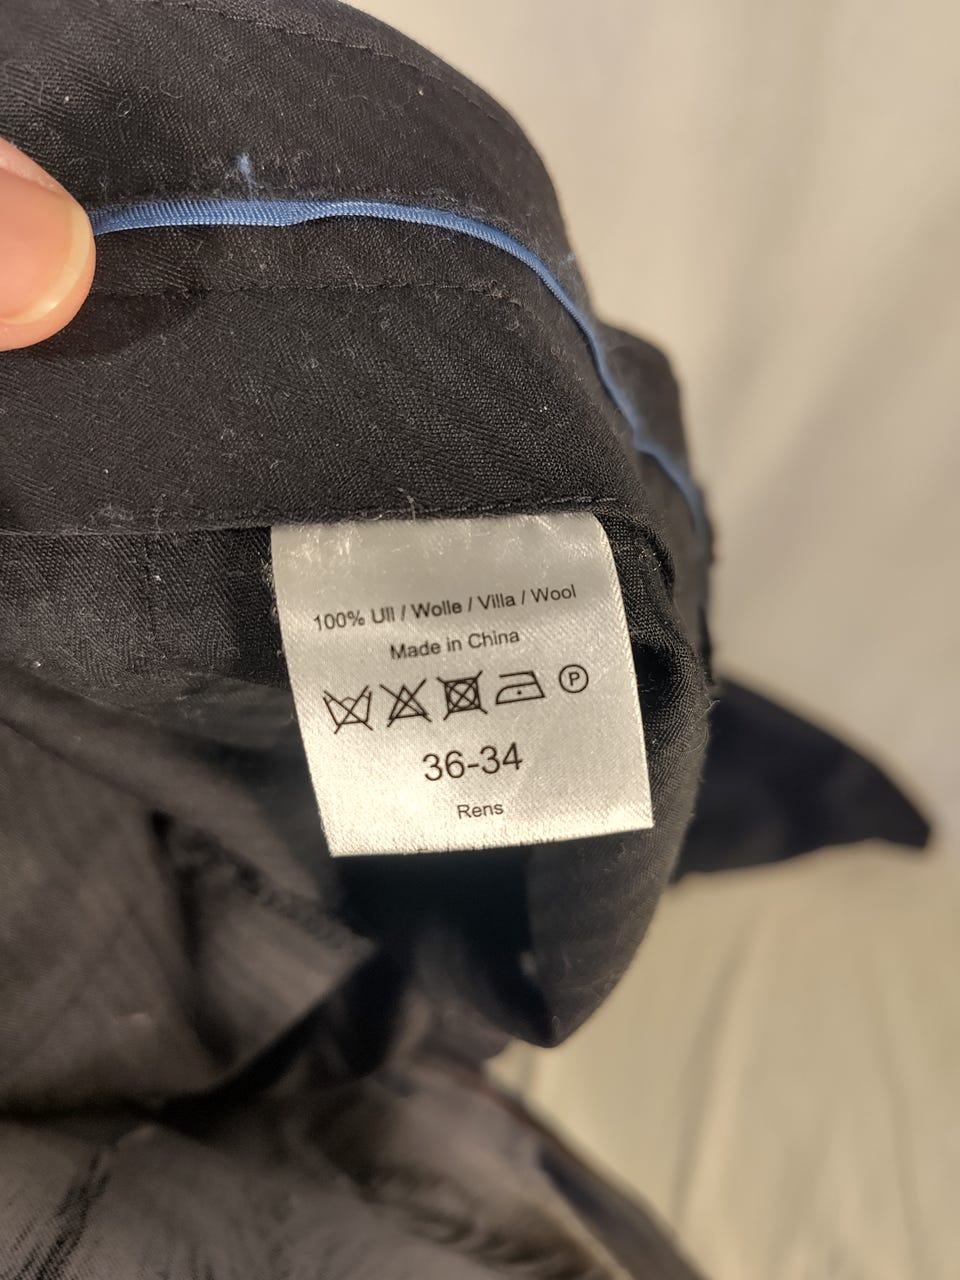 100% Ull / Wolle / Villa / Wool
Made in China
P
36-34
Rens